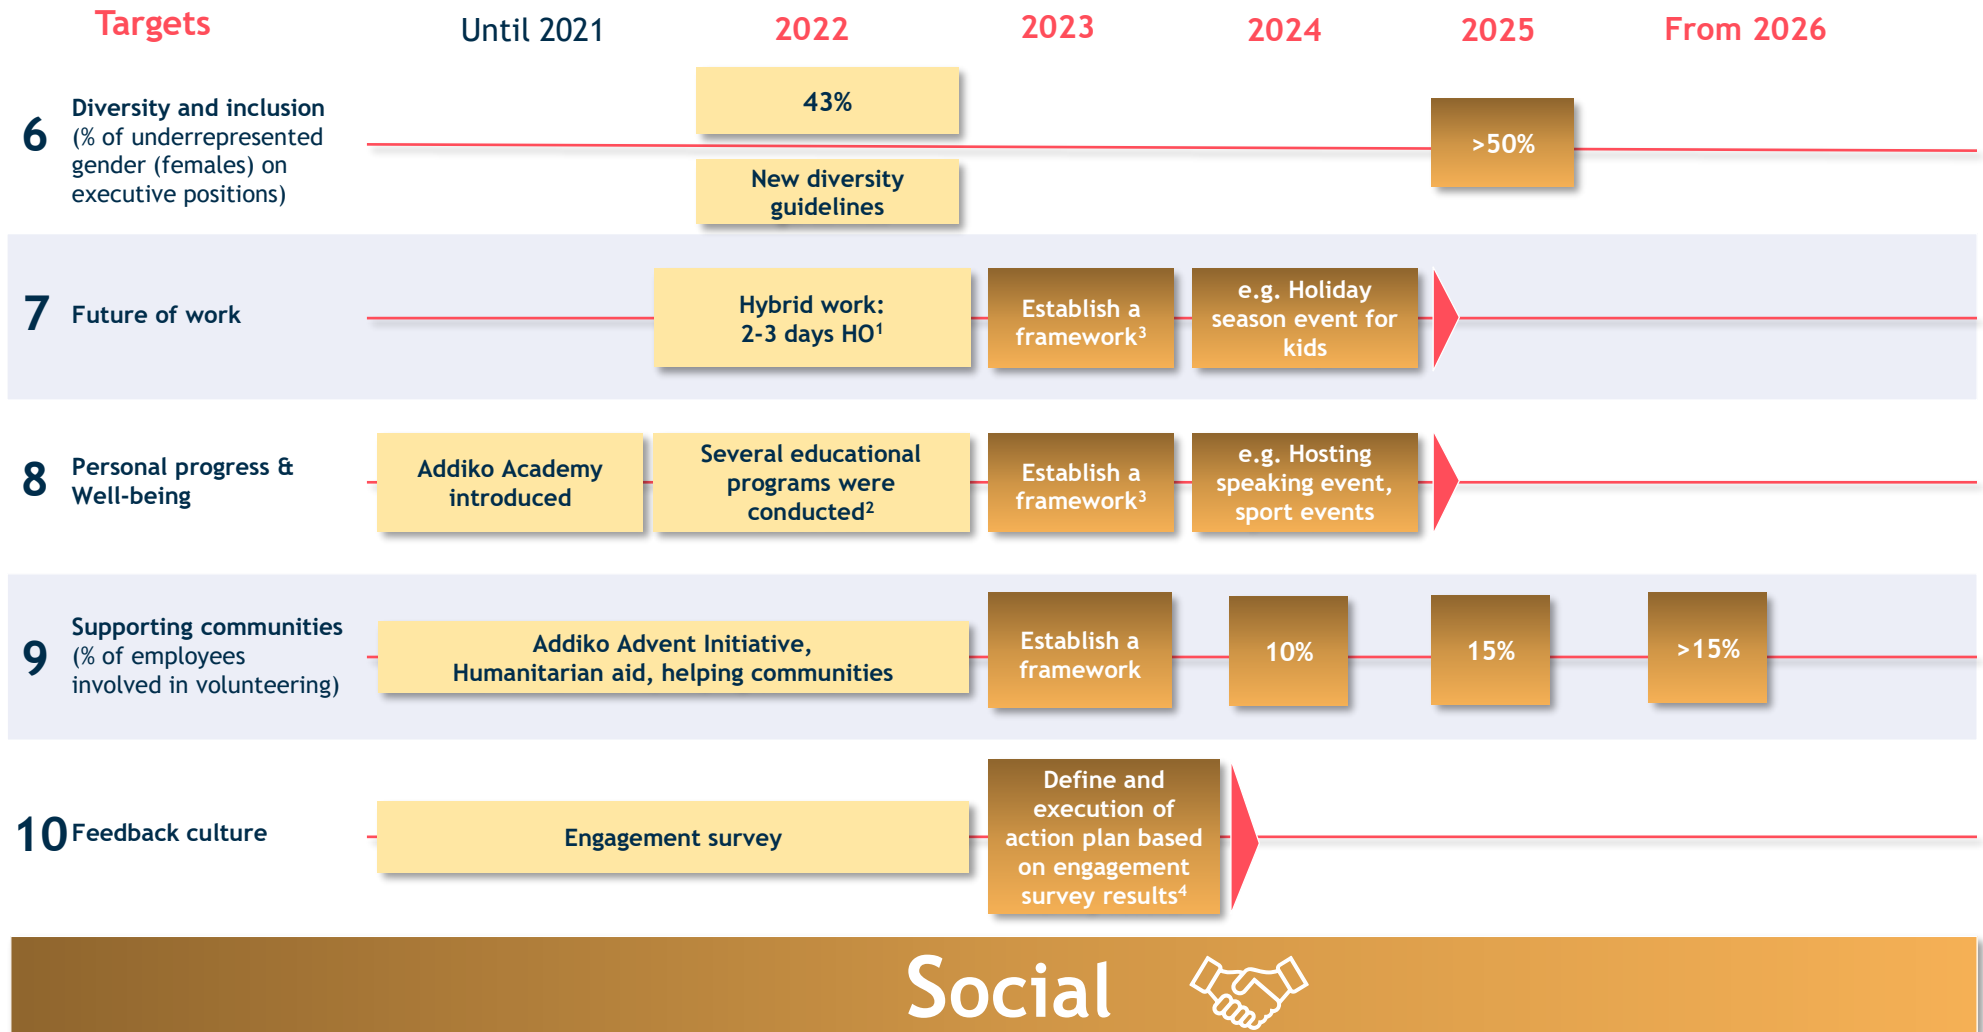 Targets
Until 2021
2022
2023
2024
2025
From 2026
6
Diversity and inclusion
(% of underrepresented
gender (females) on
executive positions)
43%
New diversity
guidelines
>50%
7
Future of work
Hybrid work:
2-3 days HO¹
Establish a
framework³
e.g. Holiday
season event for
kids
8
Personal progress &
Well-being
Addiko Academy
introduced
Several educational
programs were
conducted²
Establish a
framework³
e.g. Hosting
speaking event,
sport events
9
Supporting communities
(% of employees
involved in volunteering)
Addiko Advent Initiative,
Humanitarian aid, helping communities
Establish a
framework
10%
15%
>15%
10
Feedback culture
Engagement survey
Define and
execution of
action plan based
on engagement
survey results⁴
Social